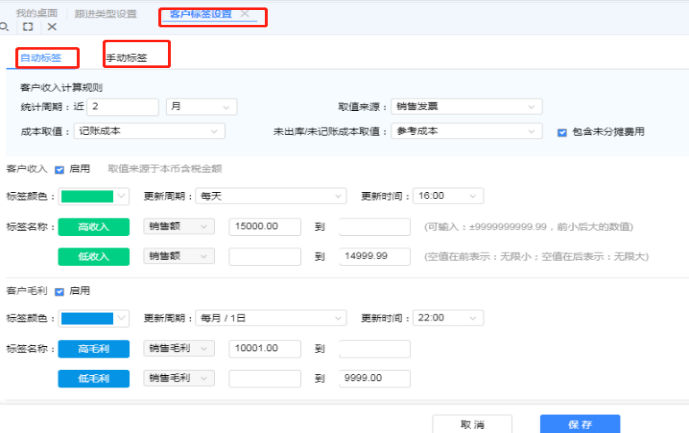 我的桌面 跟进类型设置 客户标签设置
自动标签 手动标签
客户收入计算规则
统计周期：近 2 月 取值来源： 销售发票
成本取值： 记账成本 未出库/未记账成本取值： 参考成本 包含未分摊费用
客户收入 启用 取值来源于本币含税金额
标签颜色： 更新周期： 每天 更新时间： 16:00
标签名称： 高收入 销售额 15000.00 到 (可输入：±9999999999.99，前小后大的数值)
低收入 销售额 到 14999.99 (空值在前表示：无限小；空值在后表示：无限大)
客户毛利 启用
标签颜色： 更新周期： 每月 / 1日 更新时间： 22:00
标签名称： 高毛利 销售毛利 10001.00 到
低毛利 销售毛利 到 9999.00
取消 保存